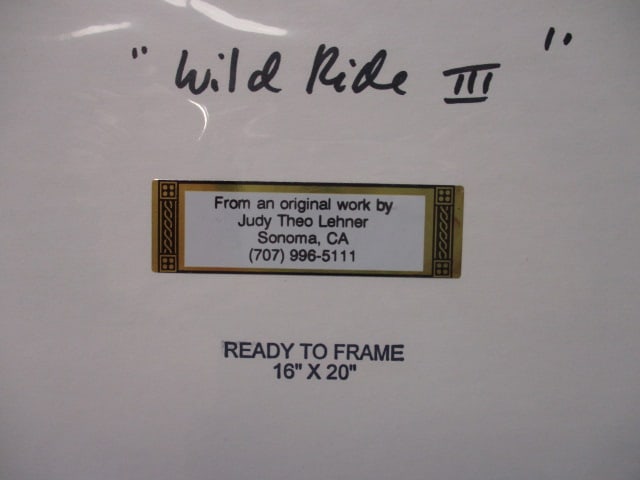 "Wild Ride III"
From an original work by
Judy Theo Lehner
Sonoma, CA
(707) 996-5111
READY TO FRAME
16" X 20"